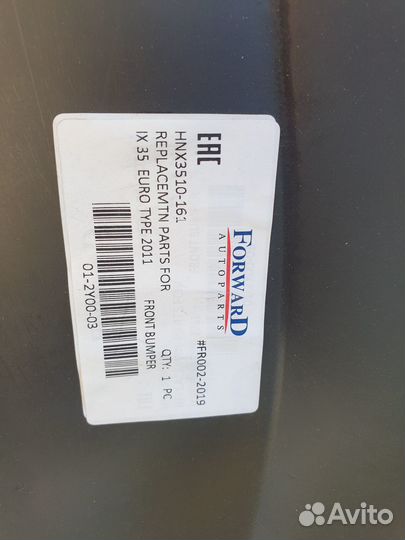 FORWARD
AUTOPARTS
#FR002-2019
EAC
HNX3510-161
REPLACEMTN PARTS FOR
QTY: 1 PC
IX 35 EURO TYPE 2011
FRONT BUMPER
01-2Y00-03
Avito